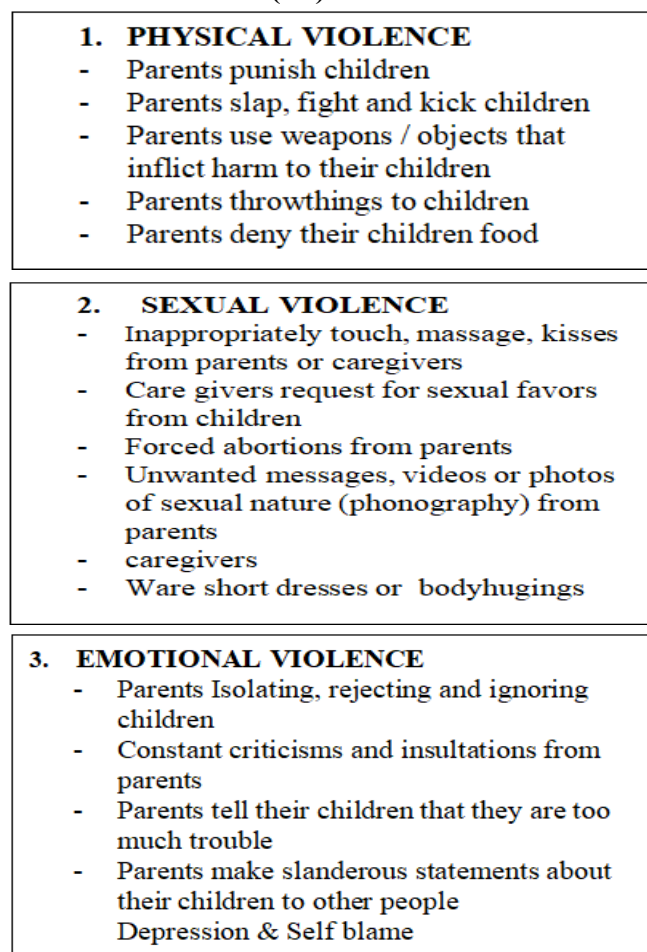 1. PHYSICAL VIOLENCE
- Parents punish children
- Parents slap, fight and kick children
- Parents use weapons / objects that
inflict harm to their children
- Parents throwthings to children
- Parents deny their children food
2. SEXUAL VIOLENCE
- Inappropriately touch, massage, kisses
from parents or caregivers
- Care givers request for sexual favors
from children
- Forced abortions from parents
- Unwanted messages, videos or photos
of sexual nature (phonography) from
parents
- caregivers
- Ware short dresses or bodyhugings
3. EMOTIONAL VIOLENCE
- Parents Isolating, rejecting and ignoring
children
- Constant criticisms and insultations from
parents
- Parents tell their children that they are too
much trouble
- Parents make slanderous statements about
their children to other people
Depression & Self blame